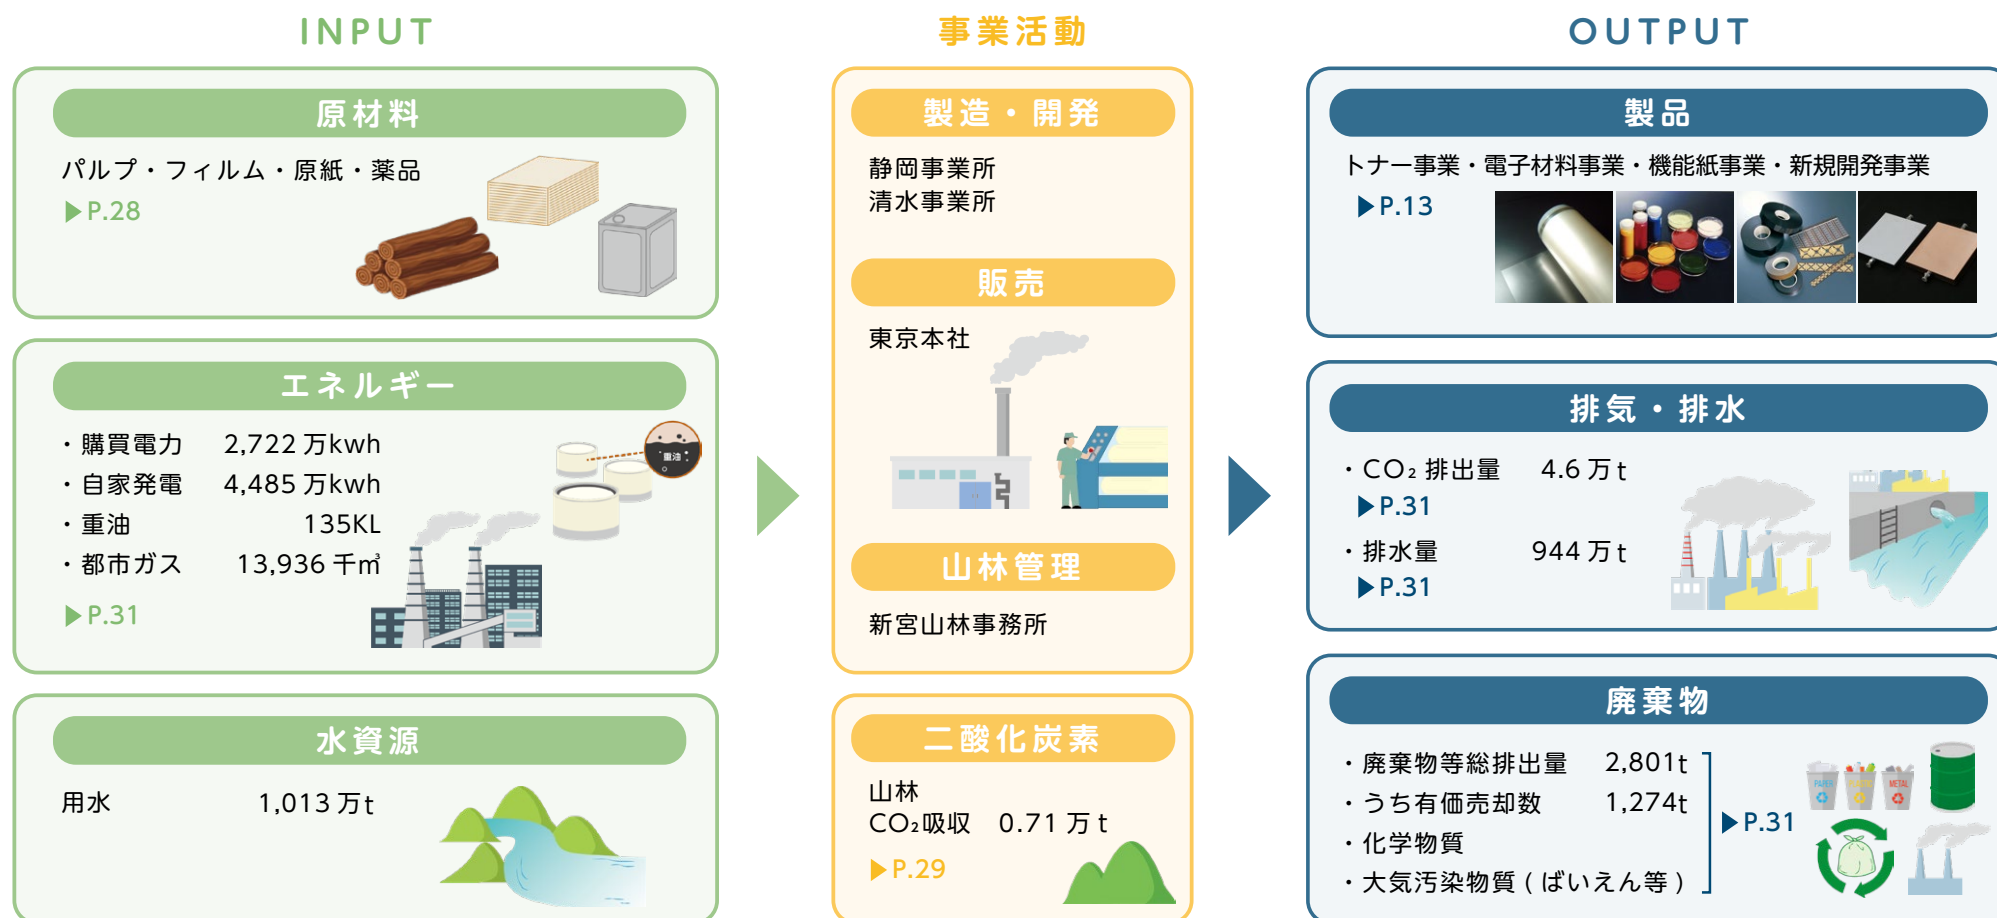 INPUT
原材料
パルプ・フィルム・原紙・薬品
▶P.28
エネルギー
・購買電力 2,722 万kwh
・自家発電 4,485 万kwh
・重油 135KL
・都市ガス 13,936 千㎥
▶P.31
重油
水資源
用水 1,013 万t
事業活動
製造・開発
静岡事業所
清水事業所
販売
東京本社
山林管理
新宮山林事務所
二酸化炭素
山林
CO₂吸収 0.71 万 t
▶P.29
OUTPUT
製品
トナー事業・電子材料事業・機能紙事業・新規開発事業
▶P.13
排気・排水
・CO₂ 排出量 4.6 万 t
▶P.31
・排水量 944 万 t
▶P.31
廃棄物
・廃棄物等総排出量 2,801t
・うち有価売却数 1,274t
・化学物質
・大気汚染物質 ( ばいえん等 )
▶P.31
PAPER
METAL